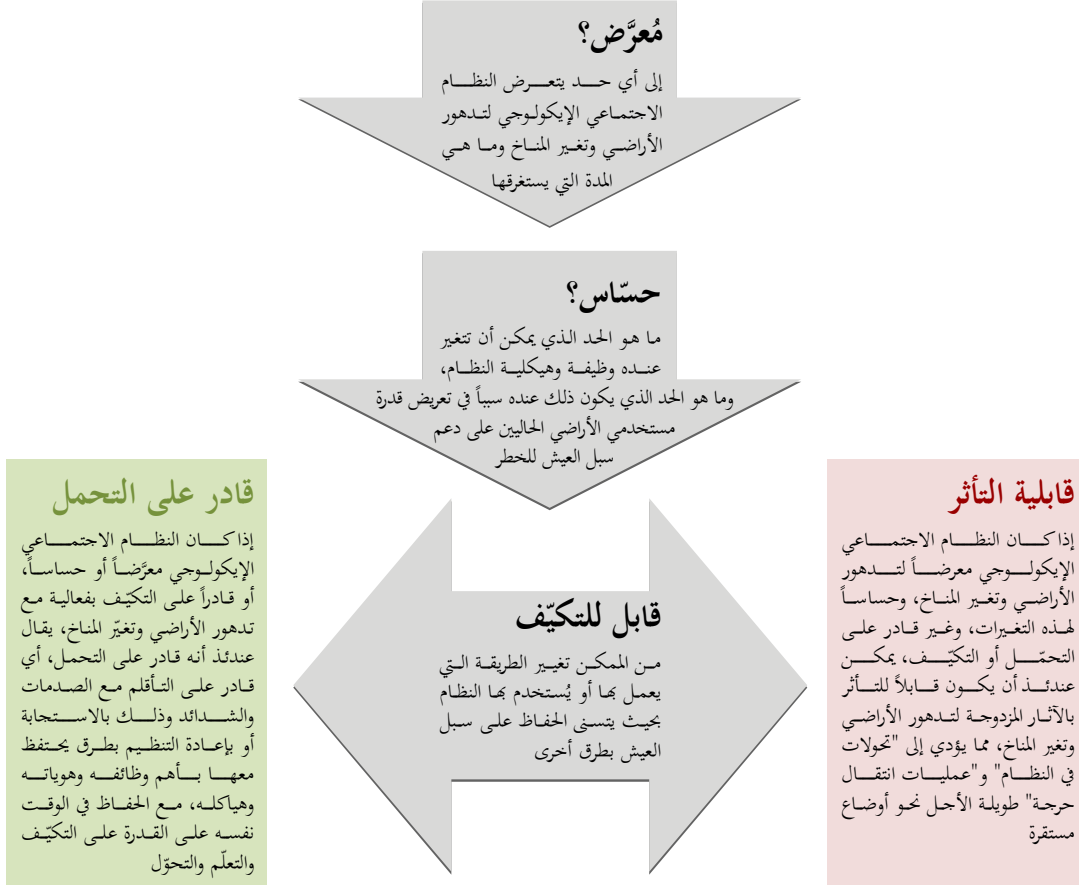 مُعرَّض؟
إلى أي حد يتعرض النظام
الاجتماعي الإيكولوجي لتدهور
الأراضي وتغير المناخ وما هي
المدة التي يستغرقها
حسّاس؟
ما هو الحد الذي يمكن أن تتغير
عنده وظيفة وهيكلية النظام،
وما هو الحد الذي يكون ذلك عنده سبباً في تعريض قدرة
مستخدمي الأراضي الحاليين على دعم
سبل العيش للخطر
قابلية التأثر
إذا كان النظام الاجتماعي
الإيكولوجي معرضاً لتدهور
الأراضي وتغير المناخ، وحساساً
لهذه التغيرات، وغير قادر على
التحمّل أو التكيّف، يمكن
عندئذ أن يكون قابلاً للتأثر
بالآثار المزدوجة لتدهور الأراضي
وتغير المناخ، مما يؤدي إلى "تحولات
في النظام" و"عمليات انتقال
حرجة" طويلة الأجل نحو أوضاع
مستقرة
قابل للتكيّف
من الممكن تغيير الطريقة التي
يعمل بها أو يُستخدم بها النظام
بحيث يتسنى الحفاظ على سبل
العيش بطرق أخرى
قادر على التحمل
إذا كان النظام الاجتماعي
الإيكولوجي معرَّضاً أو حساساً،
أو قادراً على التكيّف بفعالية مع
تدهور الأراضي وتغيّر المناخ، يقال
عندئذ أنه قادر على التحمل، أي
قادر على التأقلم مع الصدمات
والشدائد وذلك بالاستجابة
أو بإعادة التنظيم بطرق يحتفظ
معها بأهم وظائفه وهوياته
وهياكله، مع الحفاظ في الوقت
نفسه على القدرة على التكيّف
والتعلّم والتحوّل